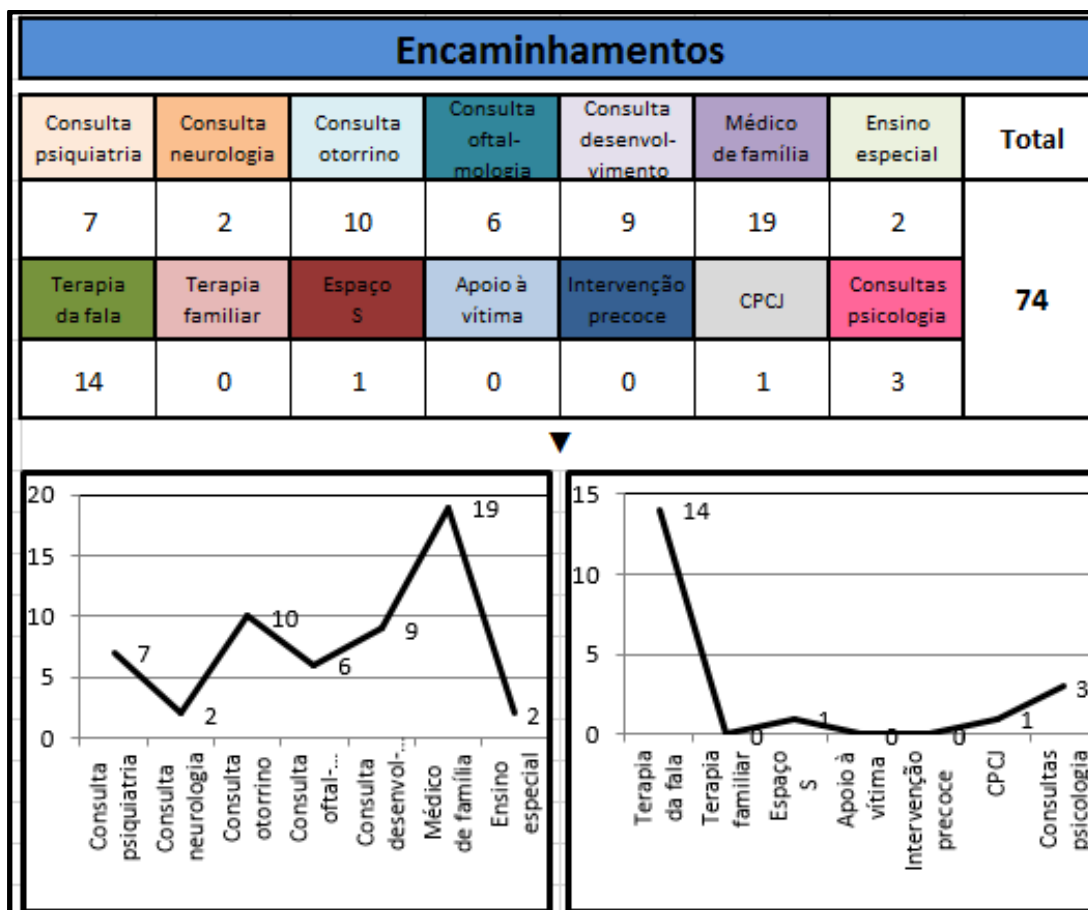 Encaminhamentos
Consulta
psiquiatria
Consulta
neurologia
Consulta
otorrino
Consulta
oftal-
mologia
Consulta
desenvol-
vimento
Médico
de família
Ensino
especial
Total
7
2
10
6
9
19
2
74
Terapia
da fala
Terapia
familiar
Espaço
S
Apoio à
vítima
Intervenção
precoce
CPCJ
Consultas
psicologia
14
0
1
0
0
1
3
▼
20
15
10
5
0
7
2
10
6
9
19
2
Consulta
psiquiatria
Consulta
neurologia
Consulta
otorrino
Consulta
oftal-...
Consulta
desenvol-...
Médico
de família
Ensino
especial
15
10
5
0
14
0
1
0
0
1
3
Terapia
da fala
Terapia
familiar
Espaço
S
Apoio à
vítima
Intervenção
precoce
CPCJ
Consultas
psicologia